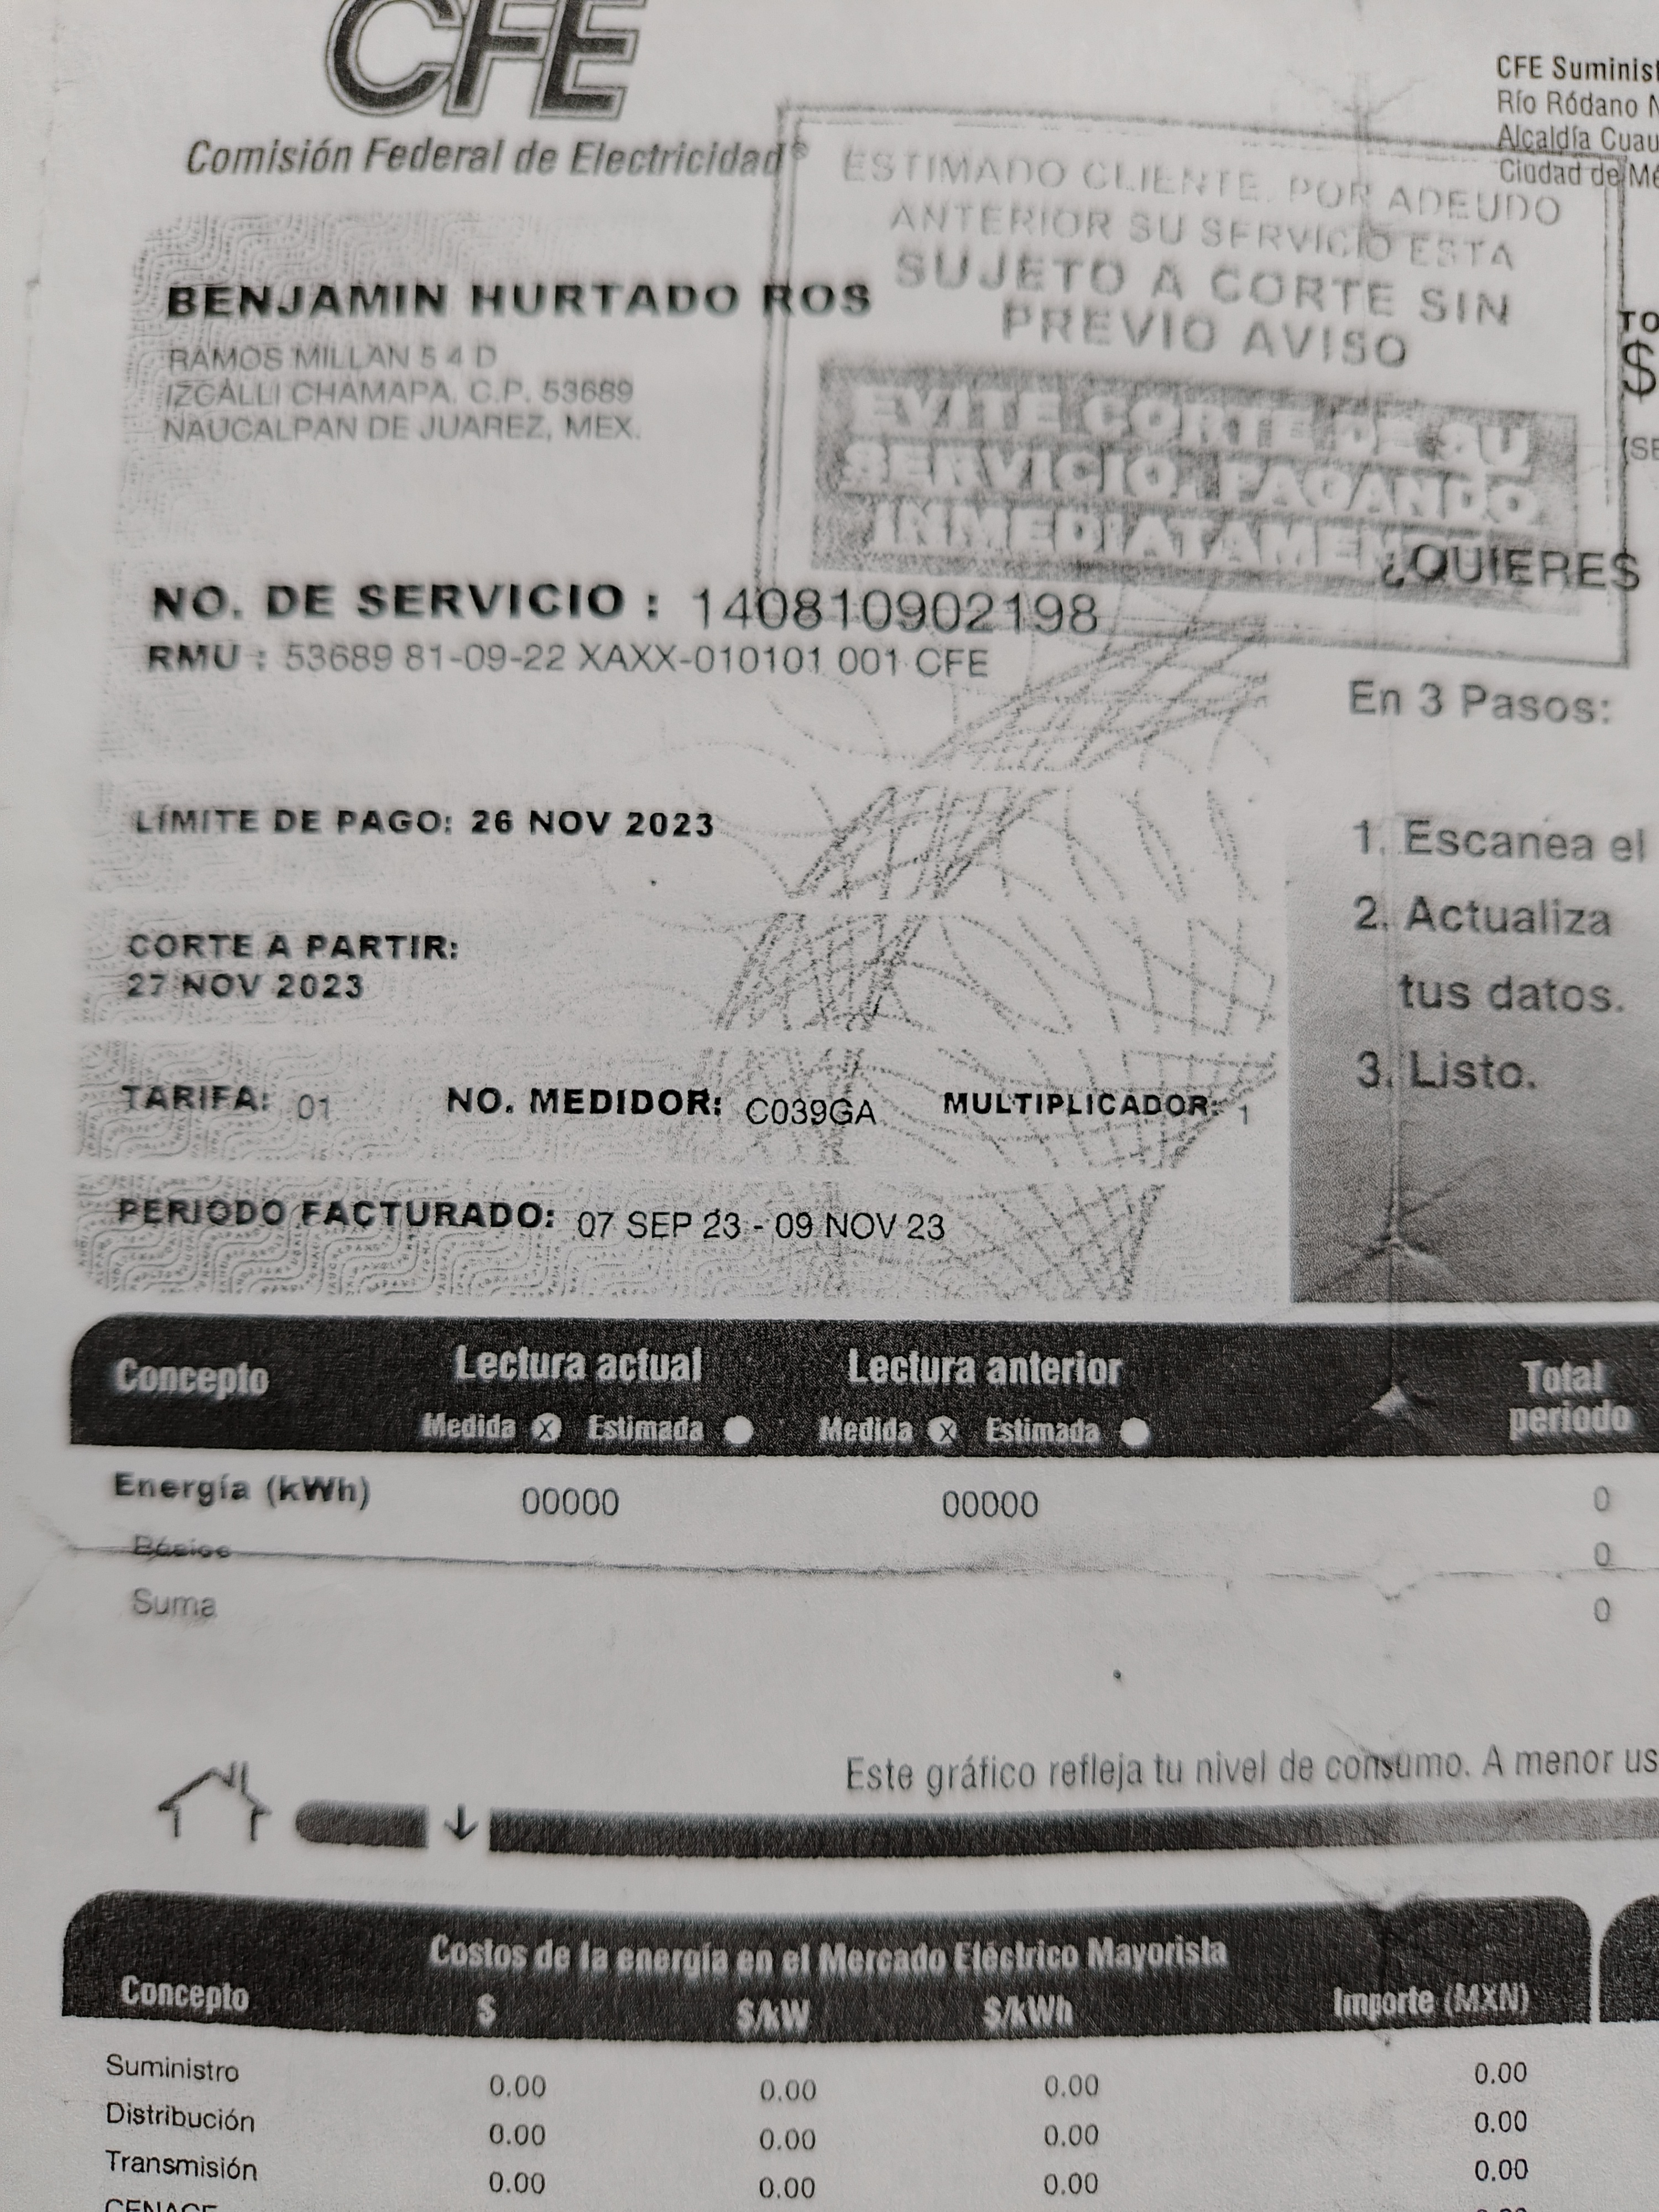 CFE
Comisión Federal de Electricidad®
CFE
Río Ródano
Alcaldía
Ciudad de
ESTIMADO CLIENTE, POR ADEUDO
ANTERIOR SU SERVICIO ESTA
SUJETO A CORTE SIN
PREVIO AVISO
EVITE CORTE DE SU
SERVICIO, PAGANDO
BENJAMIN HURTADO ROS
RAMOS MILLAN 5 4 D
IZCALLI CHAMAPA. C.P. 53689
NAUCALPAN DE JUAREZ, MEX.
$
¿QUIERES
NO. DE SERVICIO : 140810902198
RMU : 53689 81-09-22 XAXX-010101 001 CFE
En 3 Pasos:
1. Escanea el
2. Actualiza
tus datos.
3. Listo.
LÍMITE DE PAGO: 26 NOV 2023
CORTE A PARTIR:
27 NOV 2023
TARIFA: 01 NO. MEDIDOR: C039GA MULTIPLICADOR: 1
PERIODO FACTURADO: 07 SEP 23 - 09 NOV 23
Concepto Lectura actual Lectura anterior Total
periodo
Medida X Estimada Medida X Estimada
Energía (kWh) 00000 00000 0
Básico 0
Suma 0
Este gráfico refleja tu nivel de consumo. A menor
Costos de la energía en el Mercado Eléctrico Mayorista
Concepto $ $/kW $/kWh Importe (MXN)
Suministro 0.00 0.00 0.00 0.00
Distribución 0.00 0.00 0.00 0.00
Transmisión 0.00 0.00 0.00 0.00